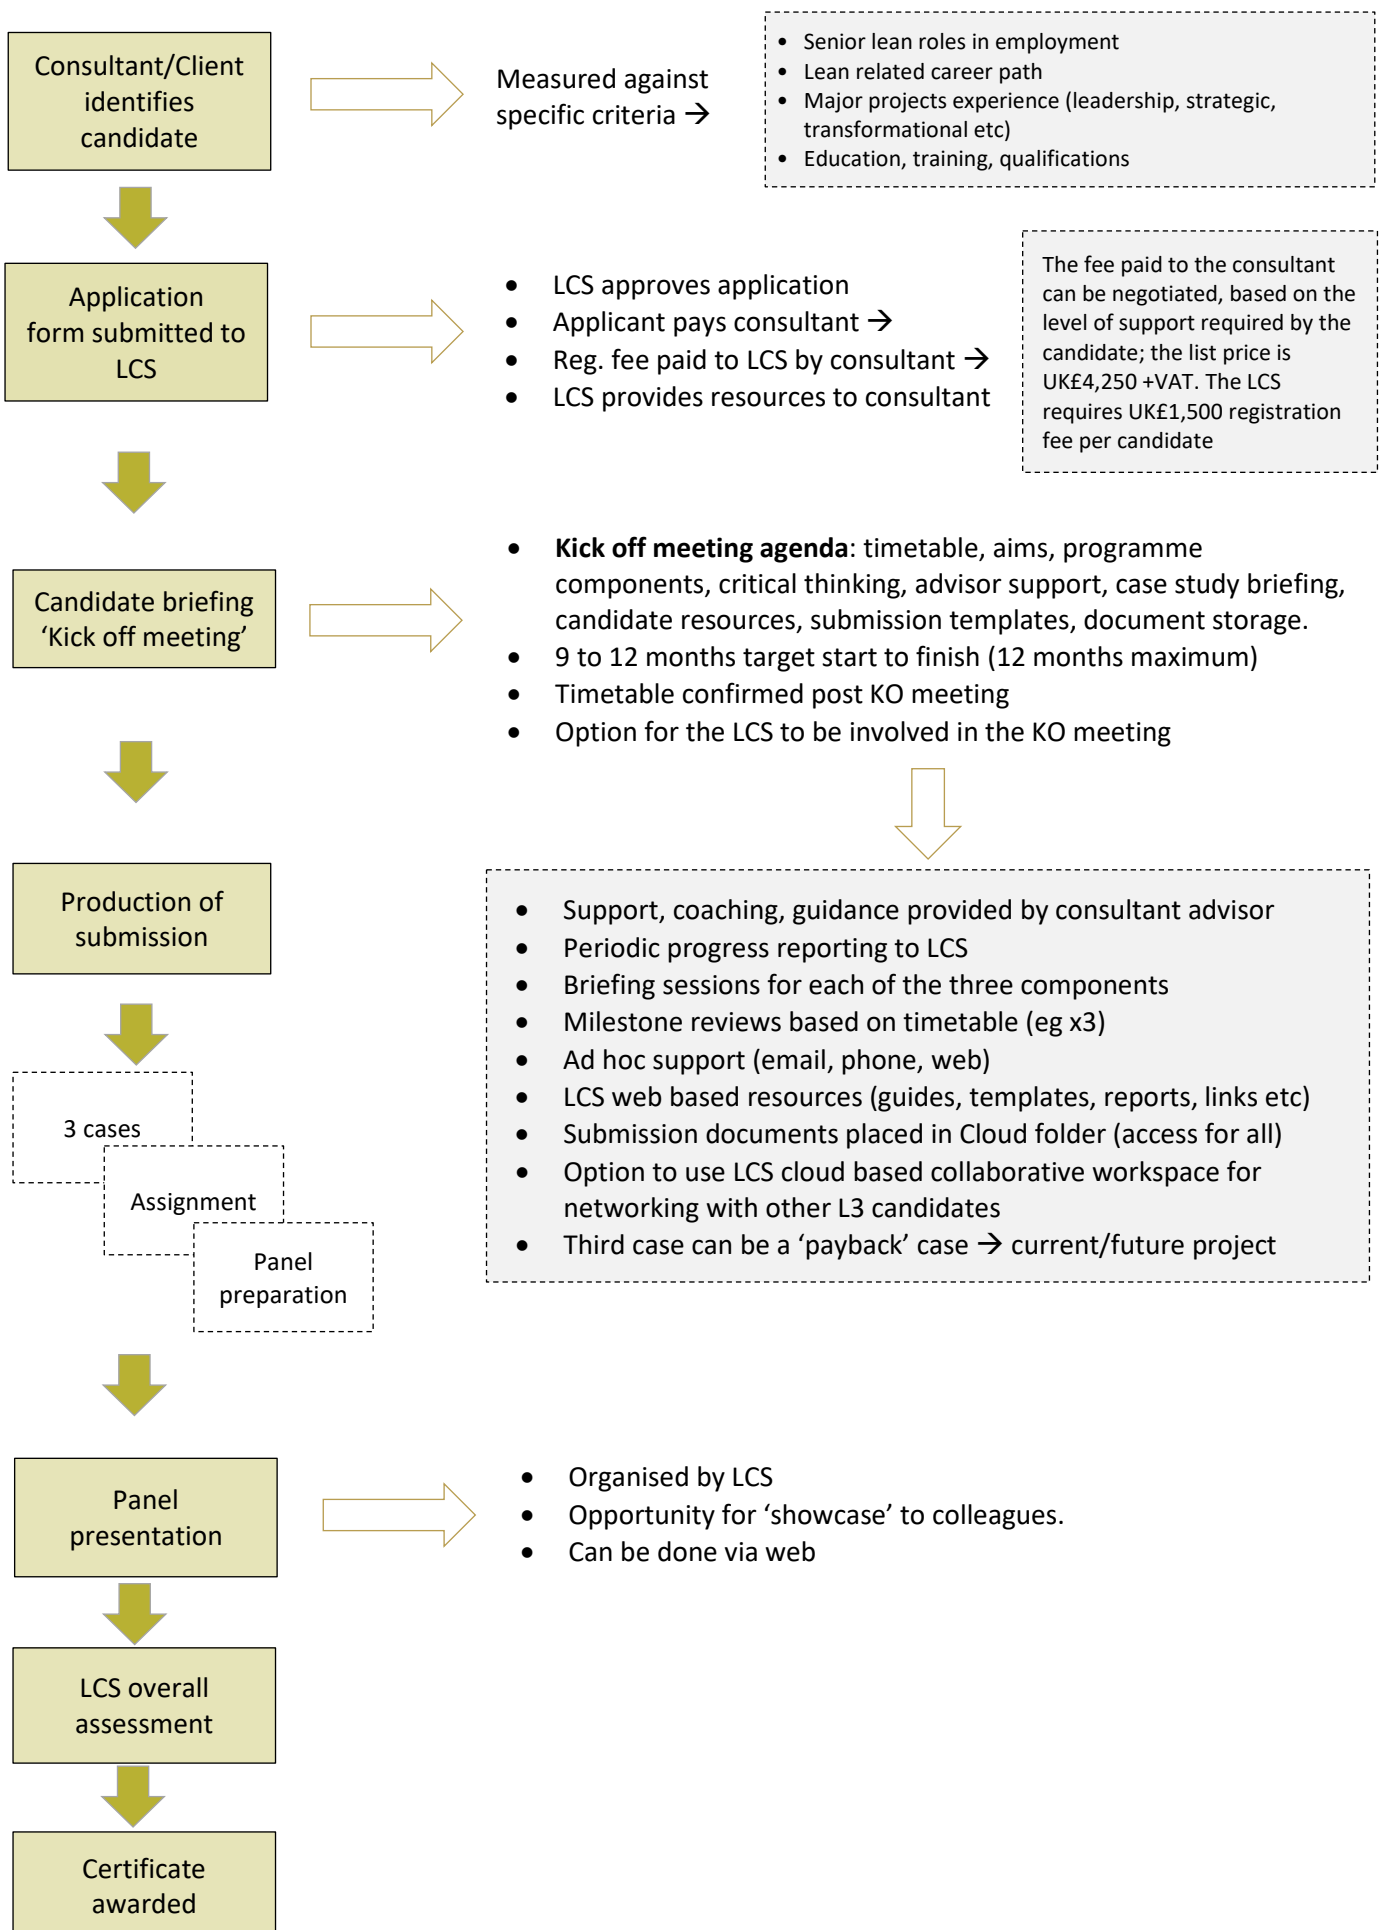 Consultant/Client
identifies
candidate
Measured against
specific criteria →
• Senior lean roles in employment
• Lean related career path
• Major projects experience (leadership, strategic,
transformational etc)
• Education, training, qualifications
Application
form submitted to
LCS
• LCS approves application
• Applicant pays consultant →
• Reg. fee paid to LCS by consultant →
• LCS provides resources to consultant
The fee paid to the consultant
can be negotiated, based on the
level of support required by the
candidate; the list price is
UK£4,250 +VAT. The LCS
requires UK£1,500 registration
fee per candidate
Candidate briefing
‘Kick off meeting’
• Kick off meeting agenda: timetable, aims, programme
components, critical thinking, advisor support, case study briefing,
candidate resources, submission templates, document storage.
• 9 to 12 months target start to finish (12 months maximum)
• Timetable confirmed post KO meeting
• Option for the LCS to be involved in the KO meeting
Production of
submission
• Support, coaching, guidance provided by consultant advisor
• Periodic progress reporting to LCS
• Briefing sessions for each of the three components
• Milestone reviews based on timetable (eg x3)
• Ad hoc support (email, phone, web)
• LCS web based resources (guides, templates, reports, links etc)
• Submission documents placed in Cloud folder (access for all)
• Option to use LCS cloud based collaborative workspace for
networking with other L3 candidates
• Third case can be a ‘payback’ case → current/future project
3 cases
Assignment
Panel
preparation
Panel
presentation
• Organised by LCS
• Opportunity for ‘showcase’ to colleagues.
• Can be done via web
LCS overall
assessment
Certificate
awarded